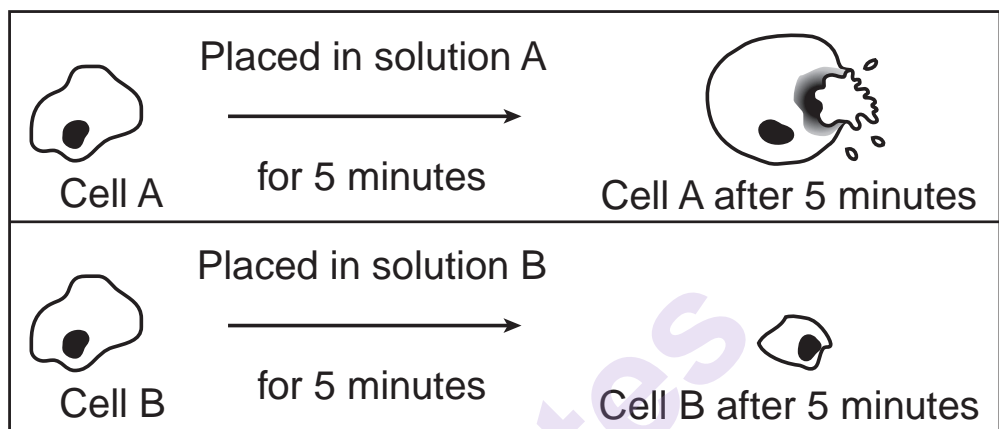 Placed in solution A
for 5 minutes
Cell A
Cell A after 5 minutes
Placed in solution B
for 5 minutes
Cell B
Cell B after 5 minutes